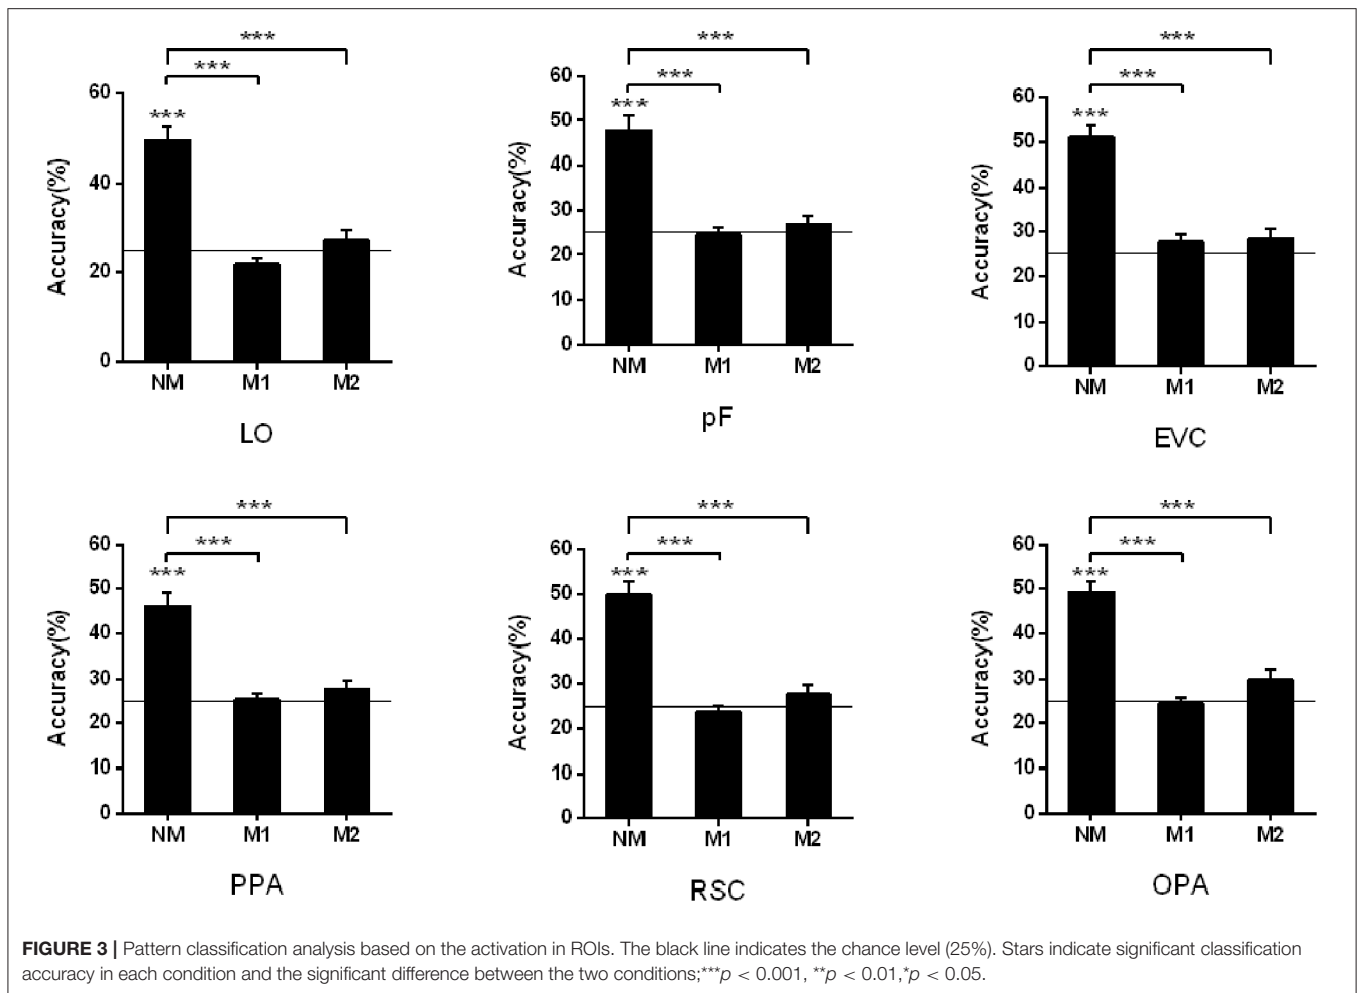 ***
***
***
60
40
20
0
Accuracy(%)
NM M1 M2
LO
***
***
***
60
50
40
30
20
10
0
Accuracy(%)
NM M1 M2
pF
***
***
***
60
50
40
30
20
10
0
Accuracy(%)
NM M1 M2
EVC
***
***
***
60
50
40
30
20
10
0
Accuracy(%)
NM M1 M2
PPA
***
***
***
60
50
40
30
20
10
0
Accuracy(%)
NM M1 M2
RSC
***
***
***
60
50
40
30
20
10
0
Accuracy(%)
NM M1 M2
OPA
FIGURE 3 | Pattern classification analysis based on the activation in ROIs. The black line indicates the chance level (25%). Stars indicate significant classification
accuracy in each condition and the significant difference between the two conditions;***p < 0.001, **p < 0.01,*p < 0.05.